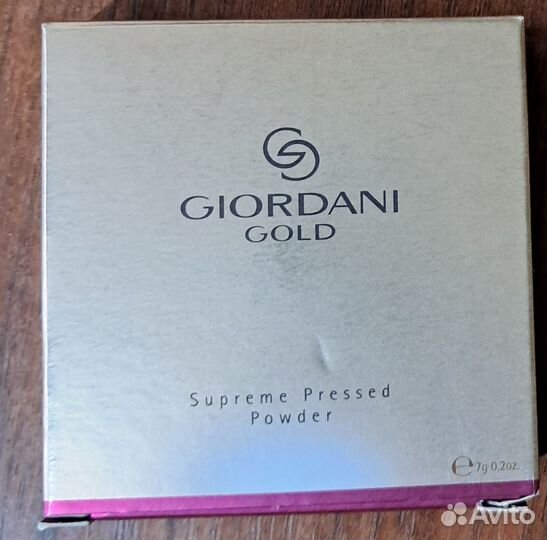 GIORDANI
GOLD
Supreme Pressed
Powder
℮ 7g 0.2oz.
Avito